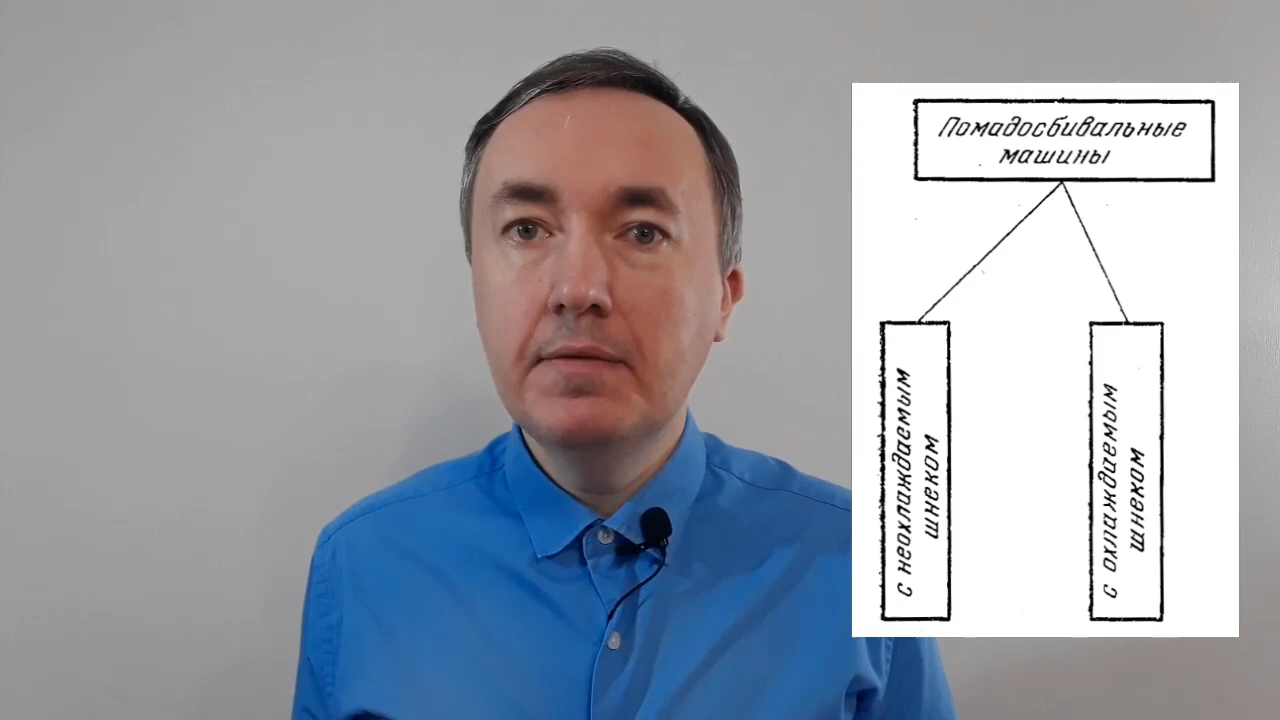 Помадосбивальные
машины
с неохлаждаемым
шнеком
с охлаждаемым
шнеком